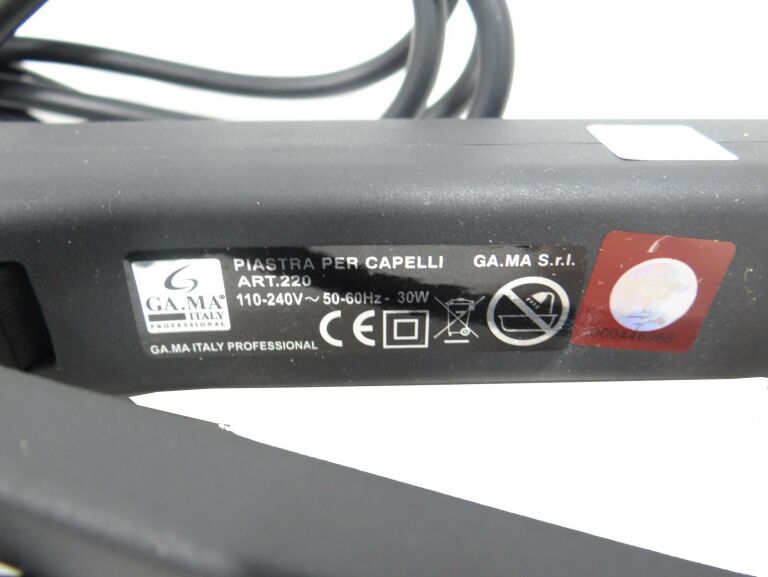 GA.MA®
ITALY
PROFESSIONAL
PIASTRA PER CAPELLI GA.MA S.r.l.
ART.220
110-240V ~ 50-60Hz - 30W
CE
GA.MA ITALY PROFESSIONAL